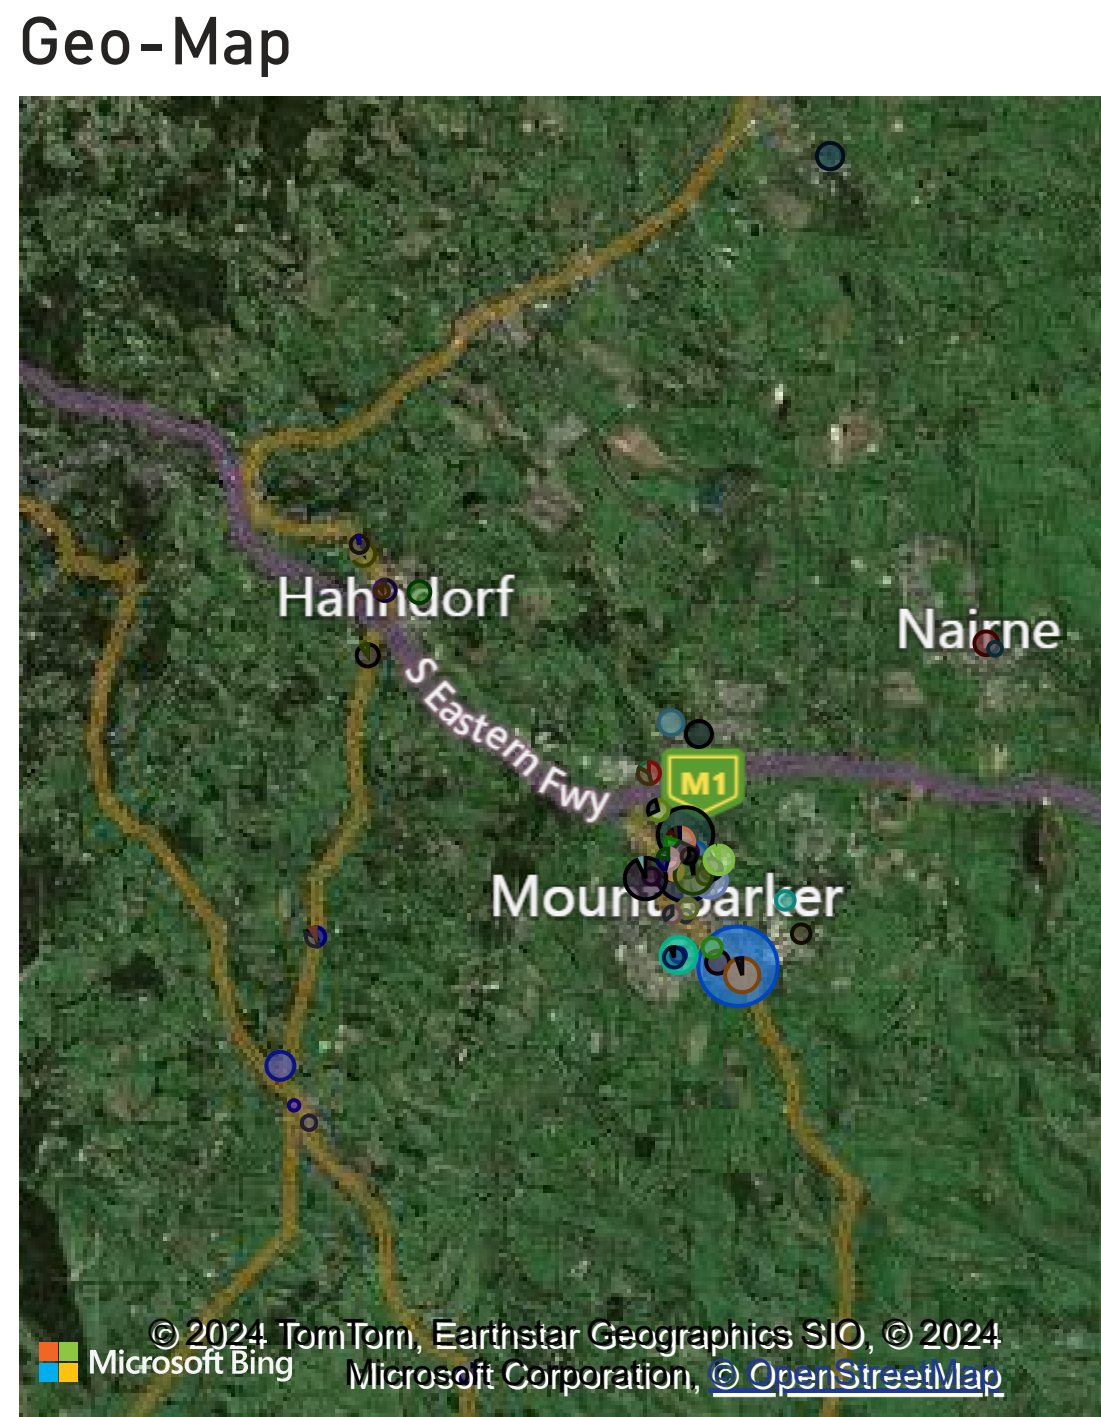 Geo-Map
Hahndorf
Nairne
S Eastern Fwy
M1
Mount Barker
© 2024 TomTom, Earthstar Geographics SIO, © 2024
Microsoft Bing
Microsoft Corporation, © OpenStreetMap